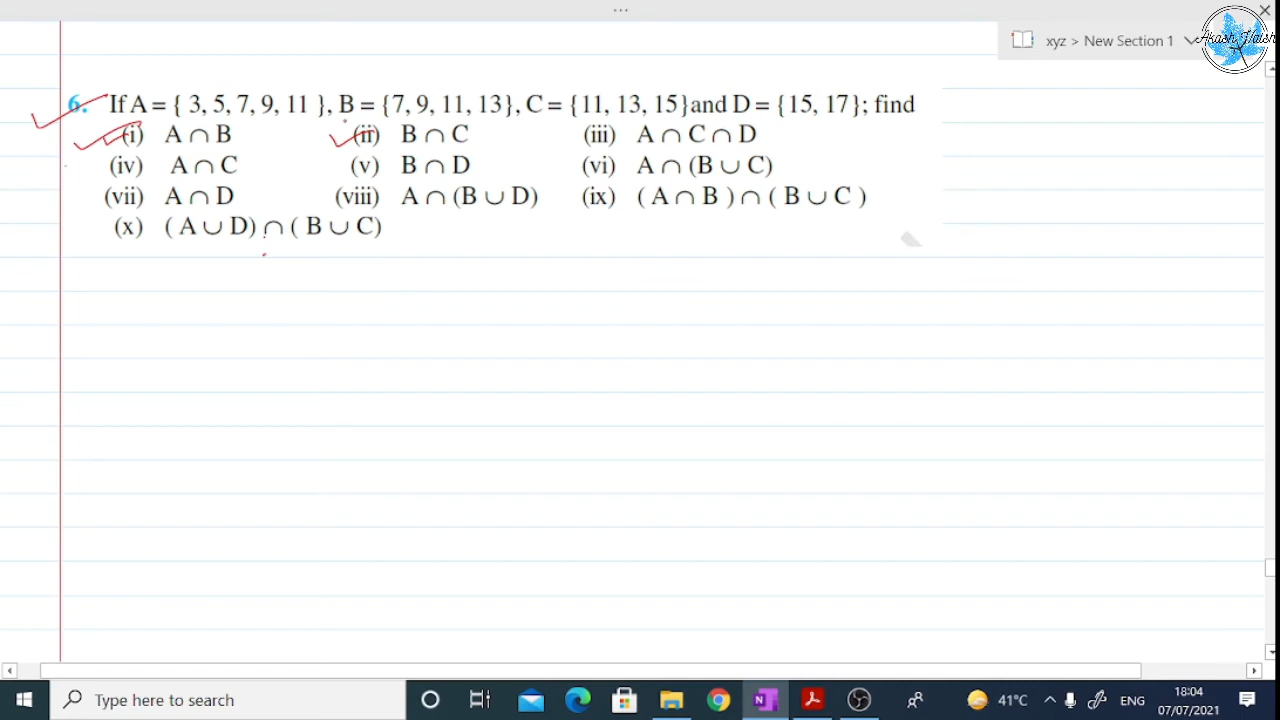 xyz > New Section 1
6. If A = { 3, 5, 7, 9, 11 }, B = {7, 9, 11, 13}, C = {11, 13, 15}and D = {15, 17}; find
(i) A ∩ B (ii) B ∩ C (iii) A ∩ C ∩ D
(iv) A ∩ C (v) B ∩ D (vi) A ∩ (B ∪ C)
(vii) A ∩ D (viii) A ∩ (B ∪ D) (ix) ( A ∩ B ) ∩ ( B ∪ C )
(x) ( A ∪ D) ∩ ( B ∪ C)
Type here to search
41°C ENG 18:04
07/07/2021